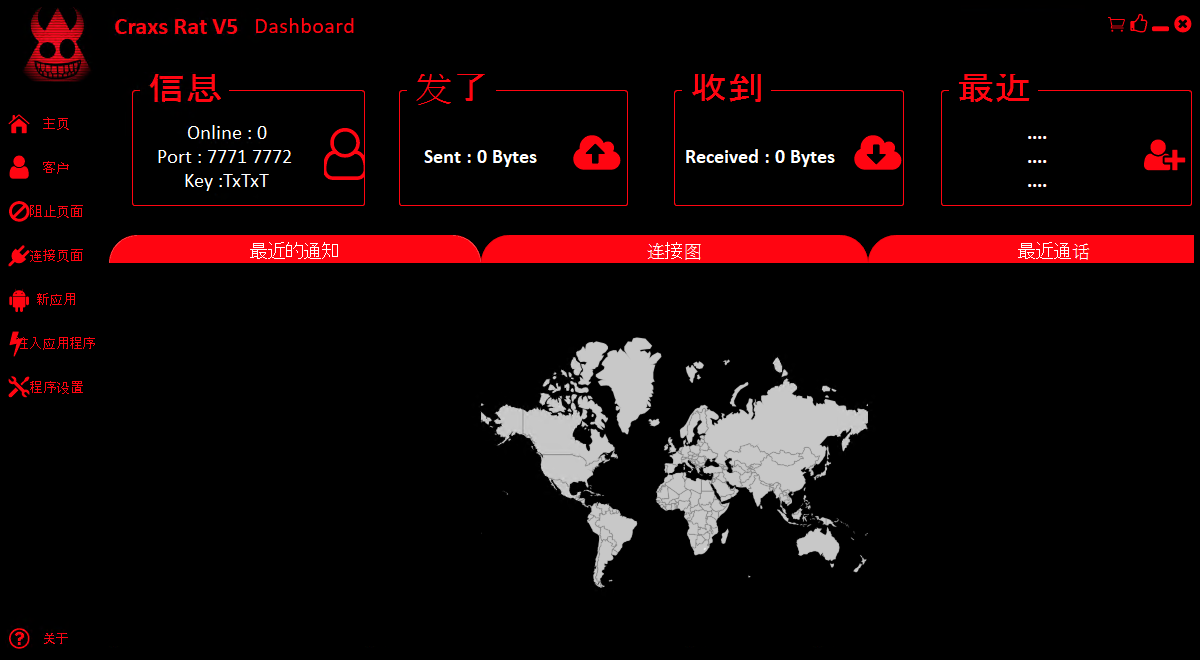 Craxs Rat V5 Dashboard
信息
Online : 0
Port : 7771 7772
Key :TxTxT
发了
Sent : 0 Bytes
收到
Received : 0 Bytes
最近
....
....
....
主页
客户
阻止页面
连接页面
新应用
注入应用程序
程序设置
最近的通知
连接图
最近通话
关于